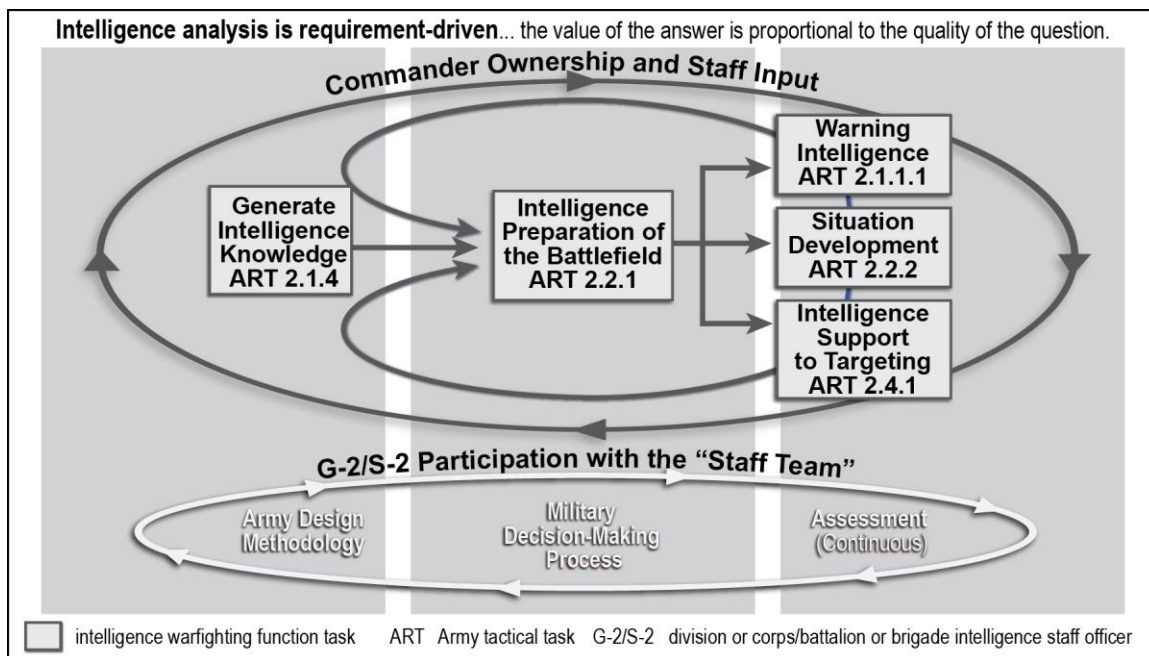 Intelligence analysis is requirement-driven... the value of the answer is proportional to the quality of the question.
Commander Ownership and Staff Input
Generate
Intelligence
Knowledge
ART 2.1.4
Intelligence
Preparation of
the Battlefield
ART 2.2.1
Warning
Intelligence
ART 2.1.1.1
Situation
Development
ART 2.2.2
Intelligence
Support
to Targeting
ART 2.4.1
G-2/S-2 Participation with the “Staff Team”
Army Design
Methodology
Military
Decision-Making
Process
Assessment
(Continuous)
intelligence warfighting function task ART Army tactical task G-2/S-2 division or corps/battalion or brigade intelligence staff officer